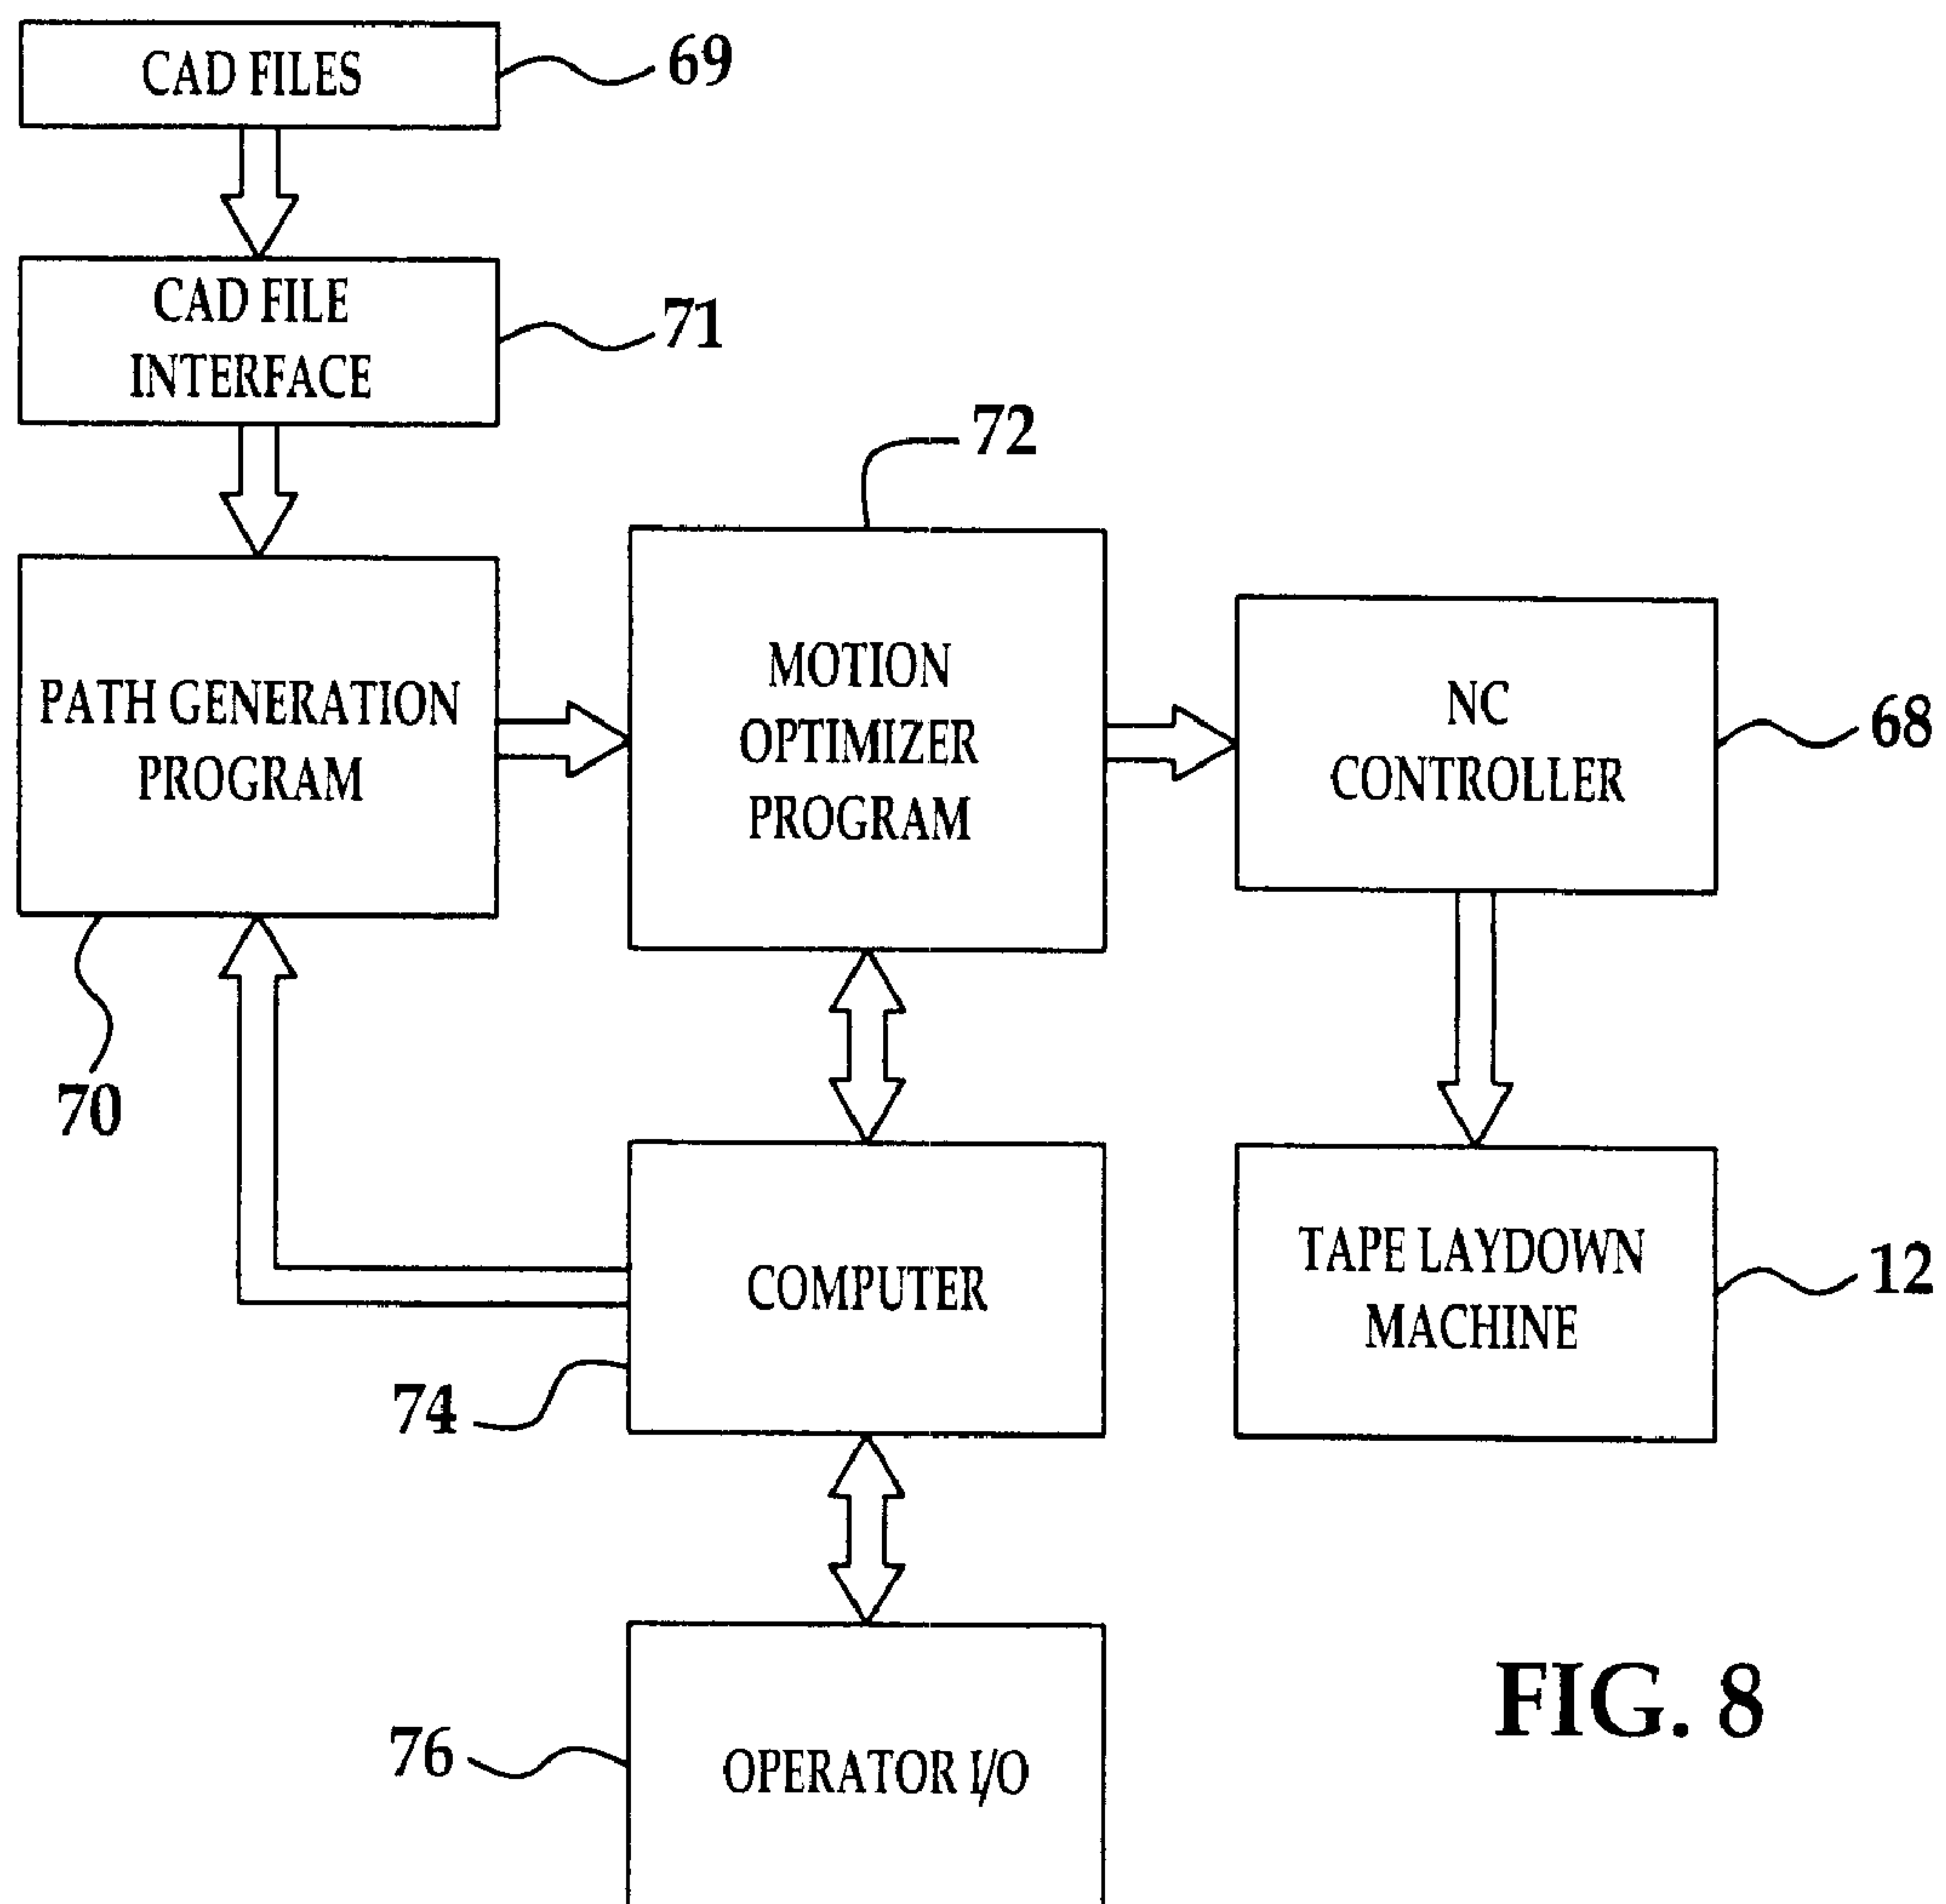 CAD FILES
69
CAD FILE
INTERFACE
71
72
PATH GENERATION
PROGRAM
70
MOTION
OPTIMIZER
PROGRAM
NC
CONTROLLER
68
COMPUTER
74
TAPE LAYDOWN
MACHINE
12
OPERATOR I/O
76
FIG. 8